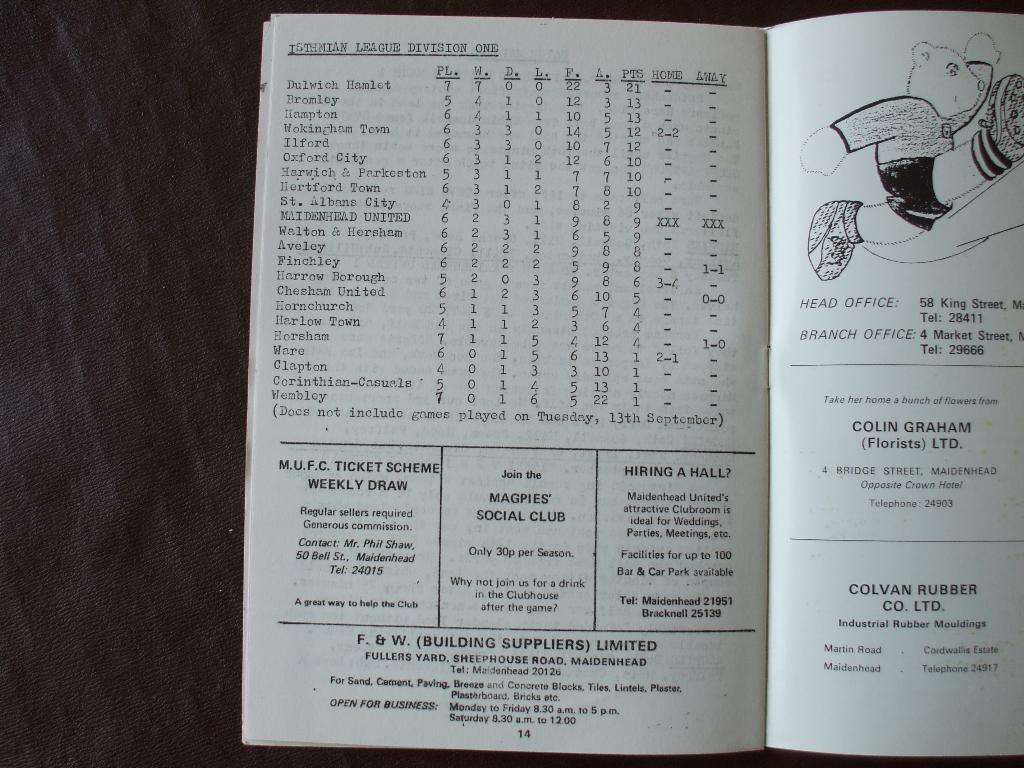 ISTHMIAN LEAGUE DIVISION ONE
PL. W. D. L. F. A. PTS HOME AWAY
Dulwich Hamlet 7 7 0 0 22 3 21 - -
Bromley 5 4 1 0 12 3 13 - -
Hampton 6 4 1 1 10 5 13 - -
Wokingham Town 6 3 3 0 14 5 12 2-2 -
Ilford 6 3 3 0 10 7 12 - -
Oxford City 6 3 1 2 12 6 10 - -
Harwich & Parkeston 5 3 1 1 7 7 10 - -
Hertford Town 6 3 1 2 7 8 10 - -
St. Albans City 4 3 0 1 8 2 9 - -
MAIDENHEAD UNITED 6 2 3 1 9 8 9 XXX XXX
Walton & Hersham 6 2 3 1 6 5 9 - -
Aveley 6 2 2 2 9 8 8 - -
Finchley 6 2 2 2 5 9 8 - 1-1
Harrow Borough 5 2 0 3 9 8 6 3-4 -
Chesham United 6 1 2 3 6 10 5 - 0-0
Hornchurch 5 1 1 3 5 7 4 - -
Harlow Town 4 1 1 2 3 6 4 - -
Horsham 7 1 1 5 4 12 4 - 1-0
Ware 6 0 1 5 6 13 1 2-1 -
Clapton 4 0 1 3 3 10 1 - -
Corinthian-Casuals 5 0 1 4 5 13 1 - -
Wembley 7 0 1 6 5 22 1 - -
(Does not include games played on Tuesday, 13th September)
M.U.F.C. TICKET SCHEME
WEEKLY DRAW
Regular sellers required.
Generous commission.
Contact: Mr. Phil Shaw,
50 Bell St., Maidenhead
Tel: 24015
A great way to help the Club
Join the
MAGPIES'
SOCIAL CLUB
Only 30p per Season.
Why not join us for a drink
in the Clubhouse
after the game?
HIRING A HALL?
Maidenhead United's
attractive Clubroom is
ideal for Weddings,
Parties, Meetings, etc.
Facilities for up to 100
Bar & Car Park available
Tel: Maidenhead 21951
Bracknell 25139
F. & W. (BUILDING SUPPLIERS) LIMITED
FULLERS YARD, SHEEPHOUSE ROAD, MAIDENHEAD
Tel: Maidenhead 20126
For Sand, Cement, Paving, Breeze and Concrete Blocks, Tiles, Lintels, Plaster,
Plasterboard, Bricks etc.
OPEN FOR BUSINESS: Monday to Friday 8.30 a.m. to 5 p.m.
Saturday 8.30 a.m. to 12.00
14
HEAD OFFICE: 58 King Street, Ma
Tel: 28411
BRANCH OFFICE: 4 Market Street, M
Tel: 29666
Take her home a bunch of flowers from
COLIN GRAHAM
(Florists) LTD.
4 BRIDGE STREET, MAIDENHEAD
Opposite Crown Hotel
Telephone: 24903
COLVAN RUBBER
CO. LTD.
Industrial Rubber Mouldings
Martin Road . Cordwallis Estate
Maidenhead . Telephone 24917